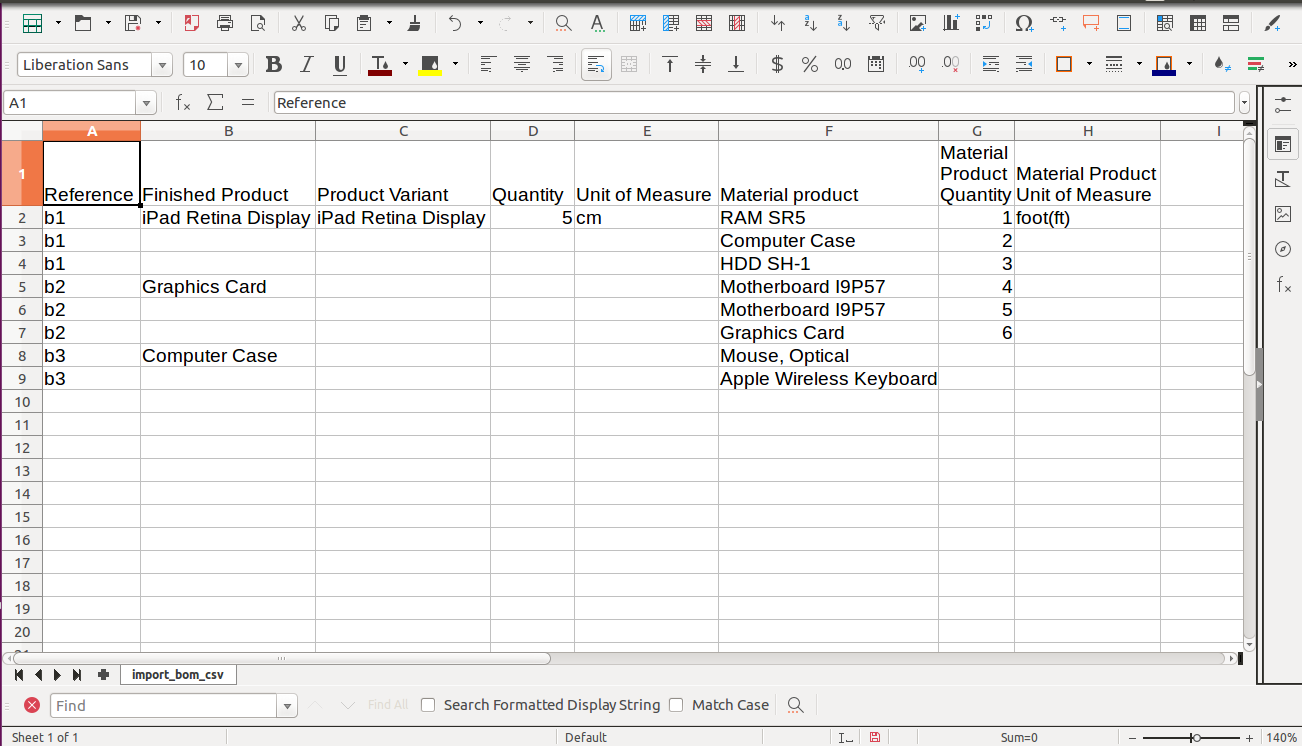 Liberation Sans 10
A1 Reference
A B C D E F G H I
1 Reference Finished Product Product Variant Quantity Unit of Measure Material product Material Product Quantity Material Product Unit of Measure
2 b1 iPad Retina Display iPad Retina Display 5 cm RAM SR5 1 foot(ft)
3 b1 Computer Case 2
4 b1 HDD SH-1 3
5 b2 Graphics Card Motherboard I9P57 4
6 b2 Motherboard I9P57 5
7 b2 Graphics Card 6
8 b3 Computer Case Mouse, Optical
9 b3 Apple Wireless Keyboard
10
11
12
13
14
15
16
17
18
19
20
import_bom_csv
Find Find All Search Formatted Display String Match Case
Sheet 1 of 1 Default Sum=0 140%